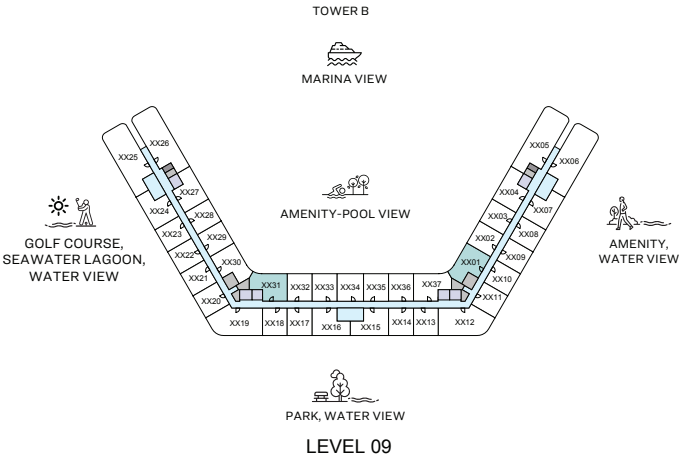 TOWER B
MARINA VIEW
XX26
XX25
XX05
XX06
XX27
XX04
XX24
XX07
XX28
XX03
XX23
XX08
AMENITY-POOL VIEW
GOLF COURSE,
SEAWATER LAGOON,
WATER VIEW
AMENITY,
WATER VIEW
XX29
XX02
XX22
XX09
XX30
XX01
XX21
XX10
XX31
XX32
XX33
XX34
XX35
XX36
XX37
XX20
XX11
XX19
XX18
XX17
XX16
XX15
XX14
XX13
XX12
PARK, WATER VIEW
LEVEL 09